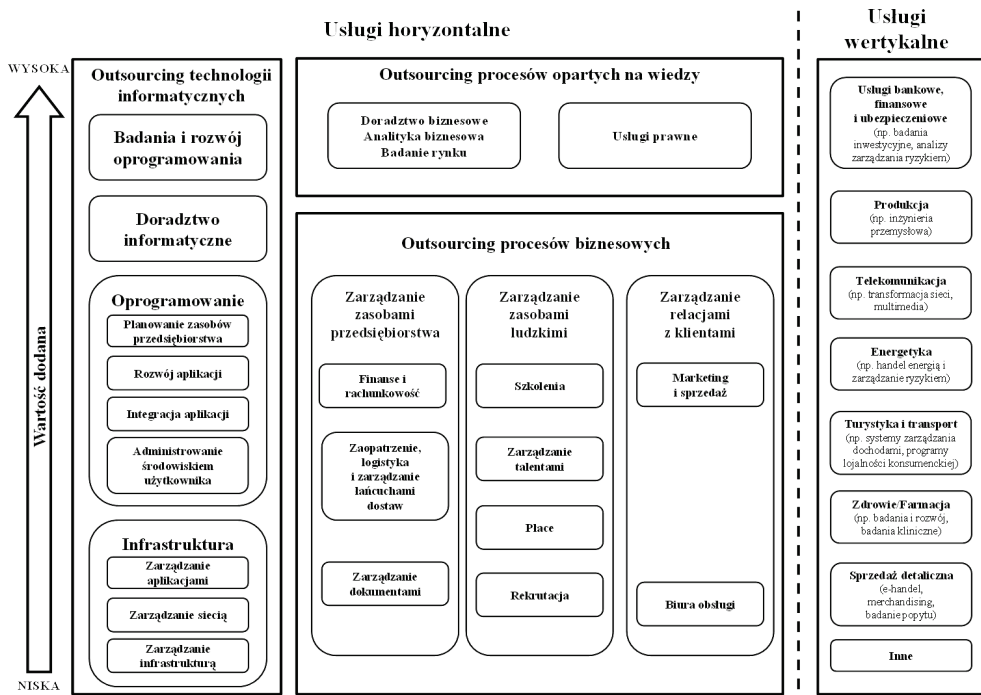 Usługi horyzontalne
Usługi
wertykalne
WYSOKA
Wartość dodana
NISKA
Outsourcing technologii
informatycznych
Badania i rozwój
oprogramowania
Doradztwo
informatyczne
Oprogramowanie
Planowanie zasobów
przedsiębiorstwa
Rozwój aplikacji
Integracja aplikacji
Administrowanie
środowiskiem
użytkownika
Infrastruktura
Zarządzanie
aplikacjami
Zarządzanie siecią
Zarządzanie
infrastrukturą
Outsourcing procesów opartych na wiedzy
Doradztwo biznesowe
Analityka biznesowa
Badanie rynku
Usługi prawne
Outsourcing procesów biznesowych
Zarządzanie
zasobami
przedsiębiorstwa
Finanse i
rachunkowość
Zaopatrzenie,
logistyka
i zarządzanie
łańcuchami
dostaw
Zarządzanie
dokumentami
Zarządzanie
zasobami
ludzkimi
Szkolenia
Zarządzanie
talentami
Płace
Rekrutacja
Zarządzanie
relacjami
z klientami
Marketing
i sprzedaż
Biura obsługi
Usługi bankowe,
finansowe
i ubezpieczeniowe
(np. badania
inwestycyjne, analizy
zarządzania ryzykiem)
Produkcja
(np. inżynieria
przemysłowa)
Telekomunikacja
(np. transformacja sieci,
multimedia)
Energetyka
(np. handel energią i
zarządzanie ryzykiem)
Turystyka i transport
(np. systemy zarządzania
dochodami, programy
lojalności konsumenckiej)
Zdrowie/Farmacja
(np. badania i rozwój,
badania kliniczne)
Sprzedaż detaliczna
(e-handel,
merchandising,
badanie popytu)
Inne